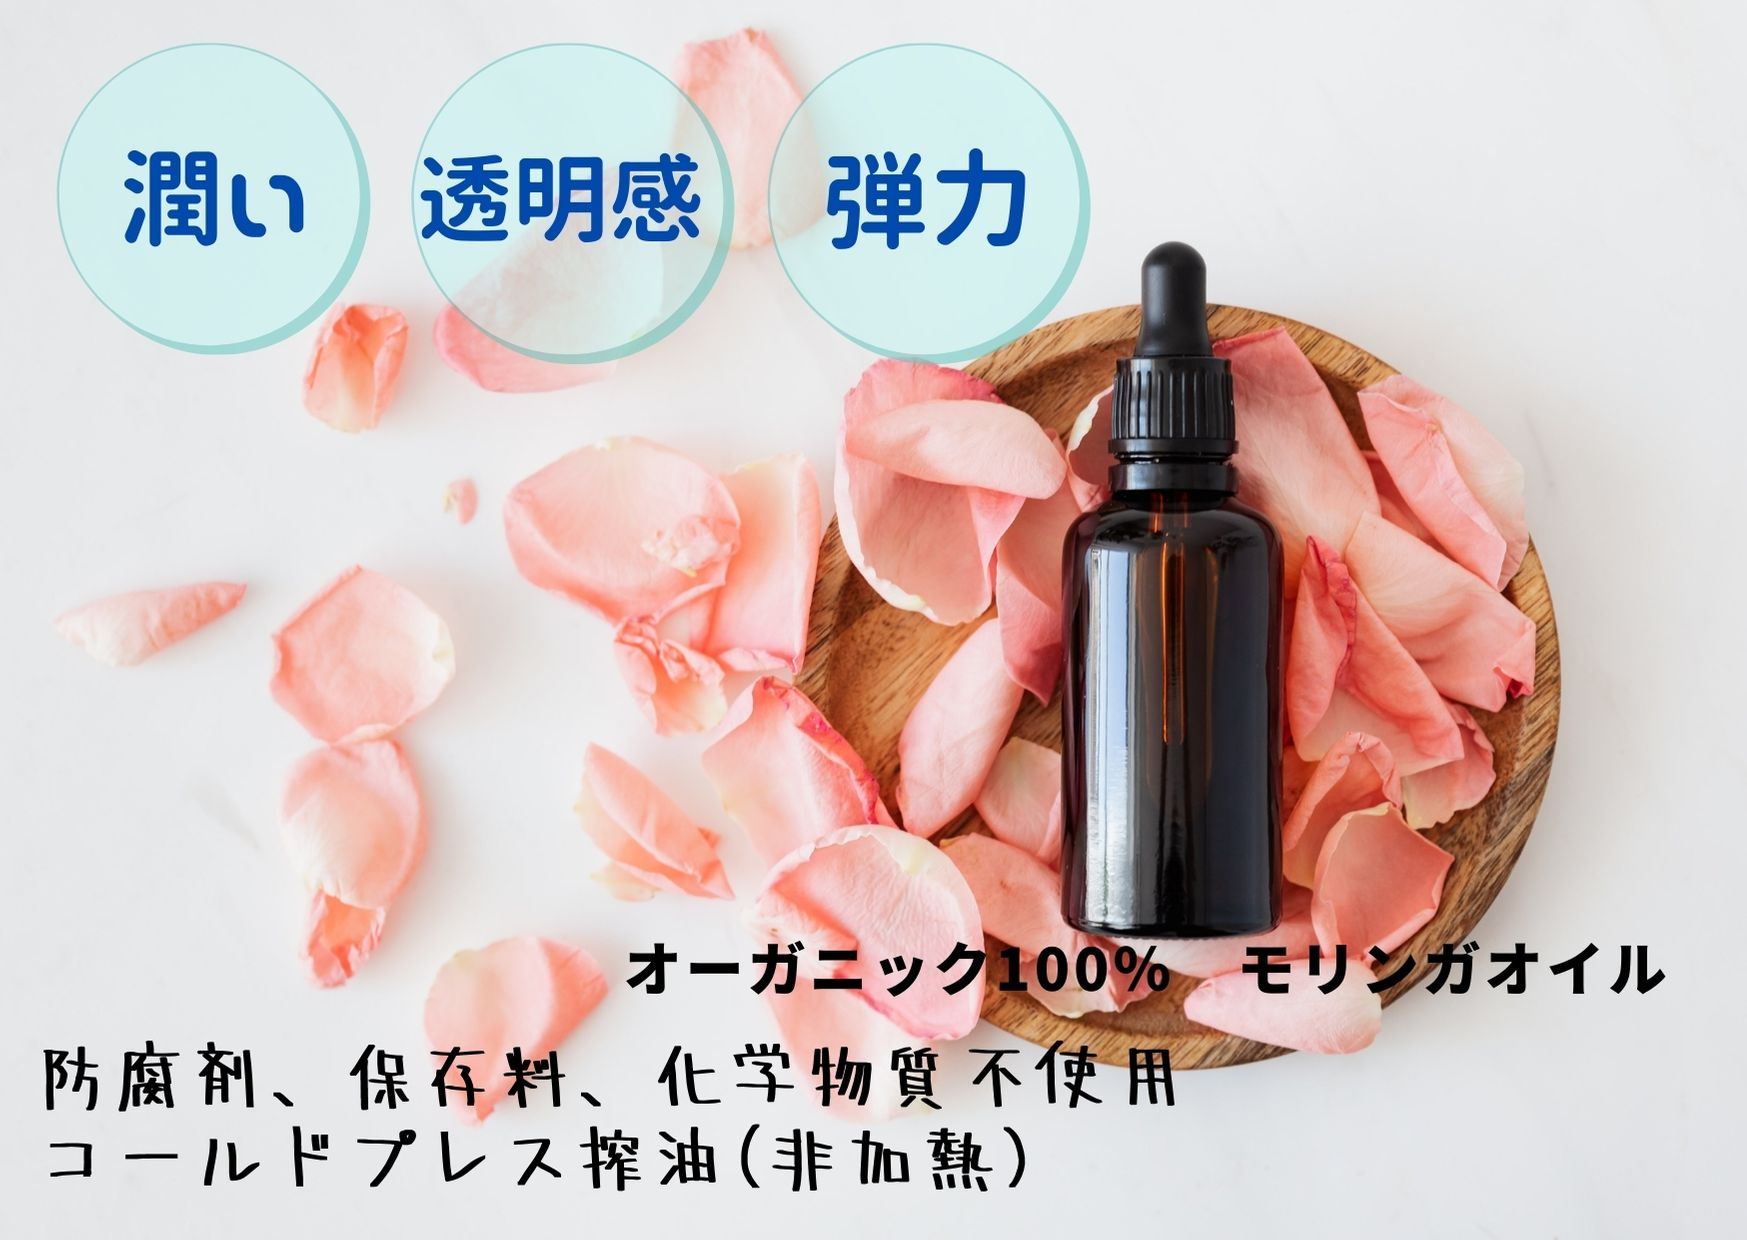 潤い
透明感
弾力
オーガニック100%　モリンガオイル
防腐剤、保存料、化学物質不使用
コールドプレス搾油(非加熱)